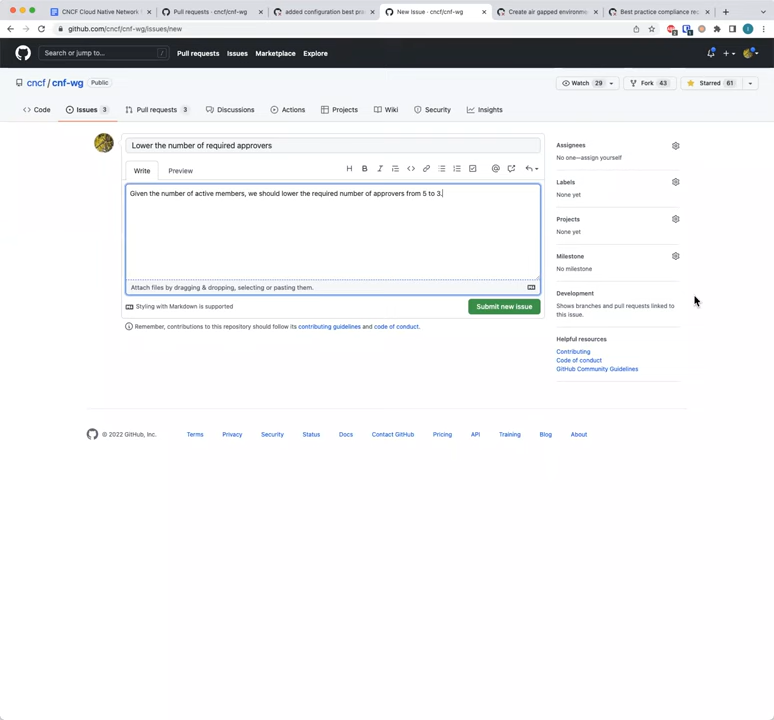 CNCF Cloud Native Network
Pull requests · cncf/cnf-wg
added configuration best pra
New Issue · cncf/cnf-wg
Create air gapped environm
Best practice compliance re
github.com/cncf/cnf-wg/issues/new
Search or jump to...
/
Pull requests
Issues
Marketplace
Explore
cncf / cnf-wg
Public
Watch 29
Fork 43
Starred 61
Code
Issues 3
Pull requests 3
Discussions
Actions
Projects
Wiki
Security
Insights
Lower the number of required approvers
Write
Preview
Given the number of active members, we should lower the required number of approvers from 5 to 3.
Attach files by dragging & dropping, selecting or pasting them.
Styling with Markdown is supported
Submit new issue
Remember, contributions to this repository should follow its contributing guidelines and code of conduct.
Assignees
No one—assign yourself
Labels
None yet
Projects
None yet
Milestone
No milestone
Development
Shows branches and pull requests linked to
this issue.
Helpful resources
Contributing
Code of conduct
GitHub Community Guidelines
© 2022 GitHub, Inc.
Terms
Privacy
Security
Status
Docs
Contact GitHub
Pricing
API
Training
Blog
About